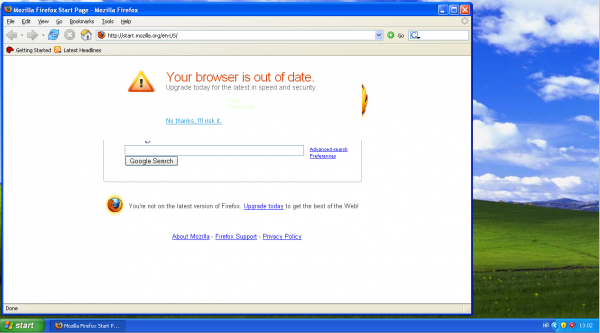 Mozilla Firefox Start Page - Mozilla Firefox
File Edit View Go Bookmarks Tools Help
http://start.mozilla.org/en-US/
Go
Getting Started Latest Headlines
Your browser is out of date.
Upgrade today for the latest in speed and security
No thanks, I'll risk it.
Advanced search
Preferences
Google Search
You're not on the latest version of Firefox. Upgrade today to get the best of the Web!
About Mozilla - Firefox Support - Privacy Policy
Done
start
Mozilla Firefox Start P...
HR
13:02